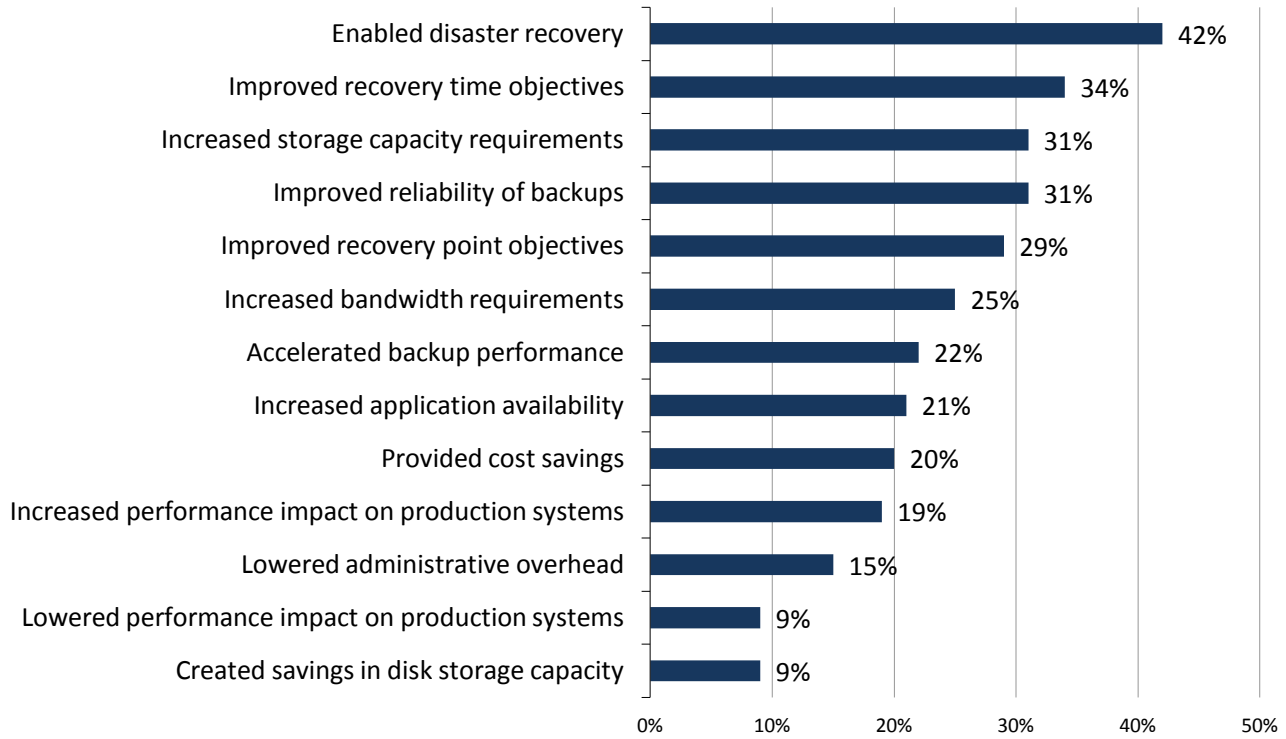 Enabled disaster recovery 42%
Improved recovery time objectives 34%
Increased storage capacity requirements 31%
Improved reliability of backups 31%
Improved recovery point objectives 29%
Increased bandwidth requirements 25%
Accelerated backup performance 22%
Increased application availability 21%
Provided cost savings 20%
Increased performance impact on production systems 19%
Lowered administrative overhead 15%
Lowered performance impact on production systems 9%
Created savings in disk storage capacity 9%
0% 10% 20% 30% 40% 50%